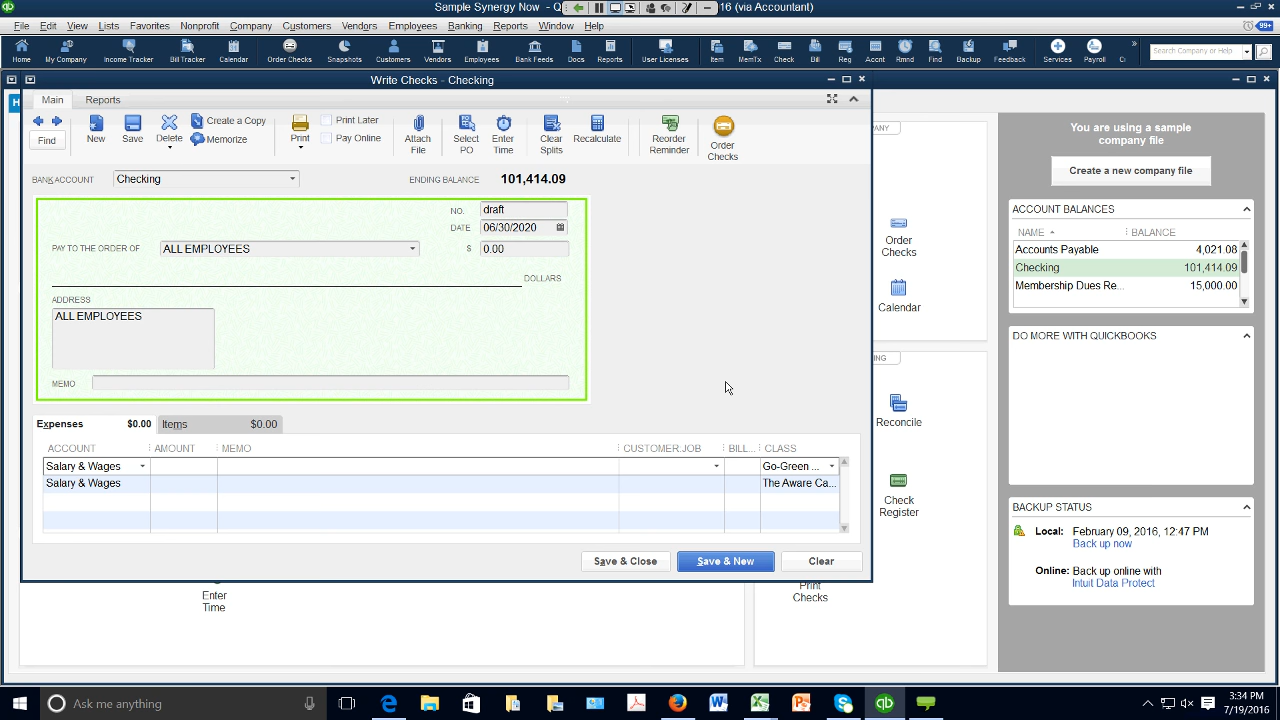 Sample Synergy Now - Q
16 (via Accountant)
File Edit View Lists Favorites Nonprofit Company Customers Vendors Employees Banking Reports Window Help
99+
Home My Company Income Tracker Bill Tracker Calendar Order Checks Snapshots Customers Vendors Employees Bank Feeds Docs Reports User Licenses Item MemTx Check Bill Reg Accnt Rmnd Find Backup Feedback Services Payroll
Search Company or Help
Write Checks - Checking
Main Reports
Find New Save Delete Create a Copy Memorize Print Print Later Pay Online Attach File Select PO Enter Time Clear Splits Recalculate Reorder Reminder Order Checks
BANK ACCOUNT Checking ENDING BALANCE 101,414.09
NO. draft
DATE 06/30/2020
PAY TO THE ORDER OF ALL EMPLOYEES $ 0.00
DOLLARS
ADDRESS
ALL EMPLOYEES
MEMO
Expenses $0.00 Items $0.00
ACCOUNT AMOUNT MEMO CUSTOMER:JOB BILL... CLASS
Salary & Wages Go-Green ...
Salary & Wages The Aware Ca...
Save & Close Save & New Clear
Enter
Time
H
ANY
Order
Checks
Calendar
ING
Reconcile
Check
Register
Print
Checks
You are using a sample
company file
Create a new company file
ACCOUNT BALANCES
NAME BALANCE
Accounts Payable 4,021.08
Checking 101,414.09
Membership Dues Re... 15,000.00
DO MORE WITH QUICKBOOKS
BACKUP STATUS
Local: February 09, 2016, 12:47 PM
Back up now
Online: Back up online with
Intuit Data Protect
Ask me anything
3:34 PM
7/19/2016